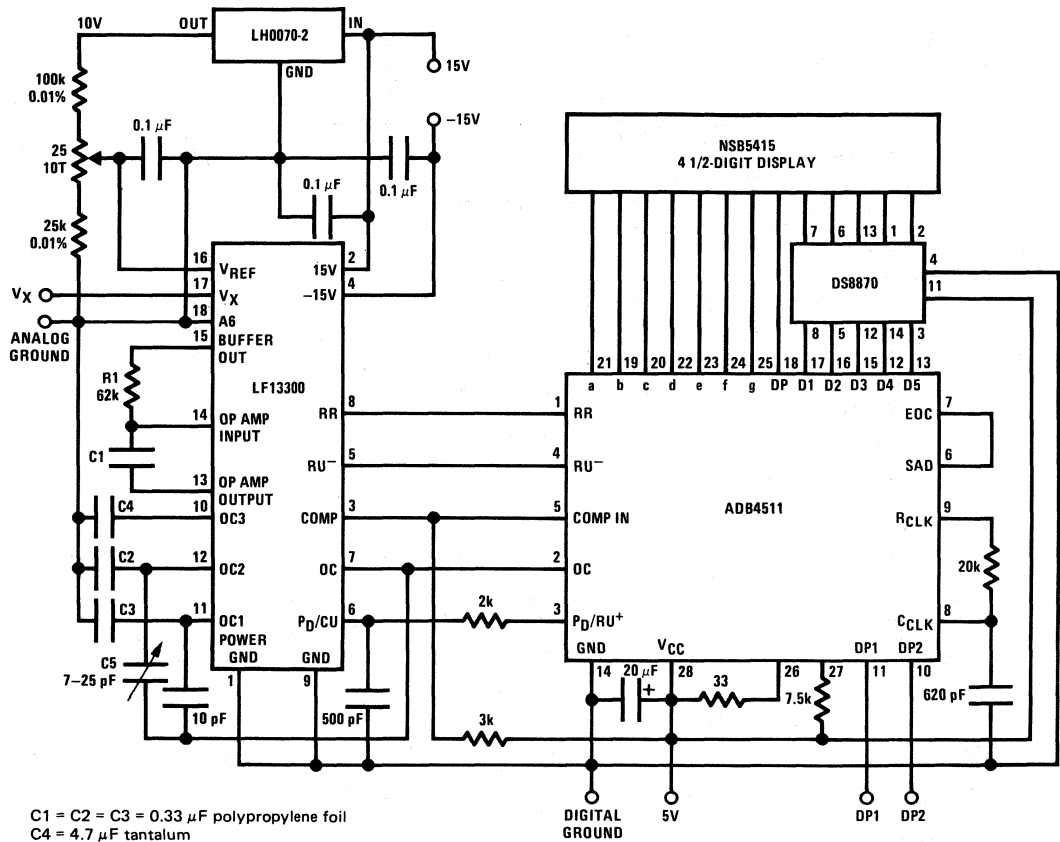 10V
OUT
LH0070-2
IN
GND
15V
-15V
100k
0.01%
0.1 µF
25
10T
0.1 µF
0.1 µF
25k
0.01%
NSB5415
4 1/2-DIGIT DISPLAY
7 6 13 1 2
DS8870
4
11
8 5 12 14 3
VX
ANALOG
GROUND
16
VREF
17
VX
18
A6
15
BUFFER
OUT
R1
62k
14
OP AMP
INPUT
C1
13
OP AMP
OUTPUT
C4
10
OC3
C2
12
OC2
C3
11
OC1
POWER
GND
GND
1
9
LF13300
15V
2
-15V
4
RR
8
RU−
5
COMP
3
OC
7
PD/CU
6
C5
7–25 pF
10 pF
500 pF
2k
3k
21 19 20 22 23 24 25 18 17 16 15 12 13
a b c d e f g DP D1 D2 D3 D4 D5
1
RR
4
RU−
5
COMP IN
2
OC
3
PD/RU+
ADB4511
EOC
7
SAD
6
RCLK
9
20k
CCLK
8
620 pF
GND
14
20 µF
+
VCC
28
33
26
27
7.5k
DP1
11
DP2
10
DIGITAL
GROUND
5V
DP1
DP2
C1 = C2 = C3 = 0.33 µF polypropylene foil
C4 = 4.7 µF tantalum